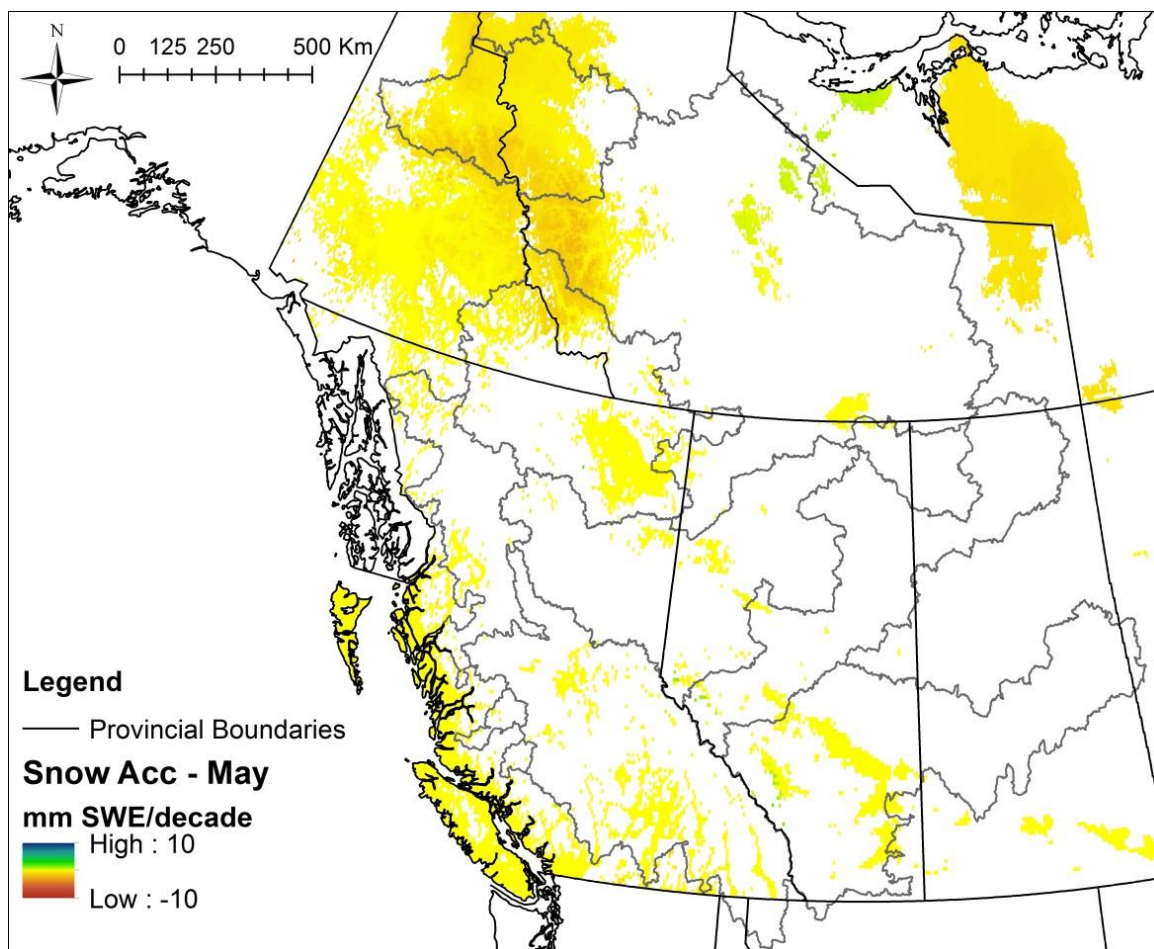 N
0 125 250 500 Km
Legend
Provincial Boundaries
Snow Acc - May
mm SWE/decade
High : 10
Low : -10